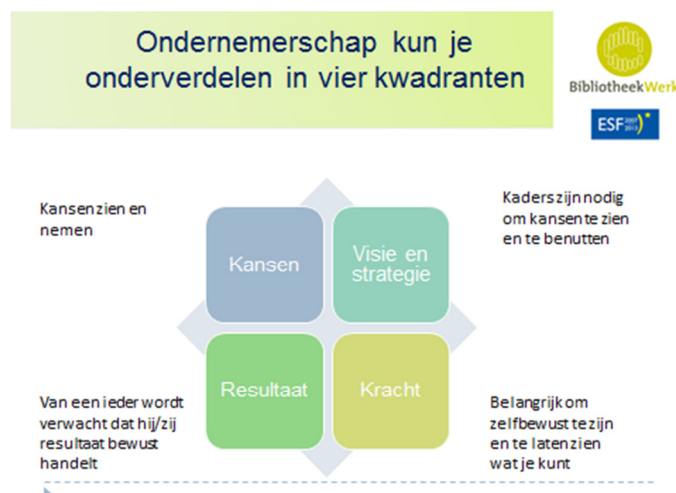 Ondernemerschap kun je
onderverdelen in vier kwadranten
BibliotheekWerk
ESF 2007
2013
Kansen zien en
nemen
Kaders zijn nodig
om kansen te zien
en te benutten
Kansen
Visie en
strategie
Resultaat
Kracht
Van een ieder wordt
verwacht dat hij/zij
resultaat bewust
handelt
Belangrijk om
zelfbewust te zijn
en te laten zien
wat je kunt